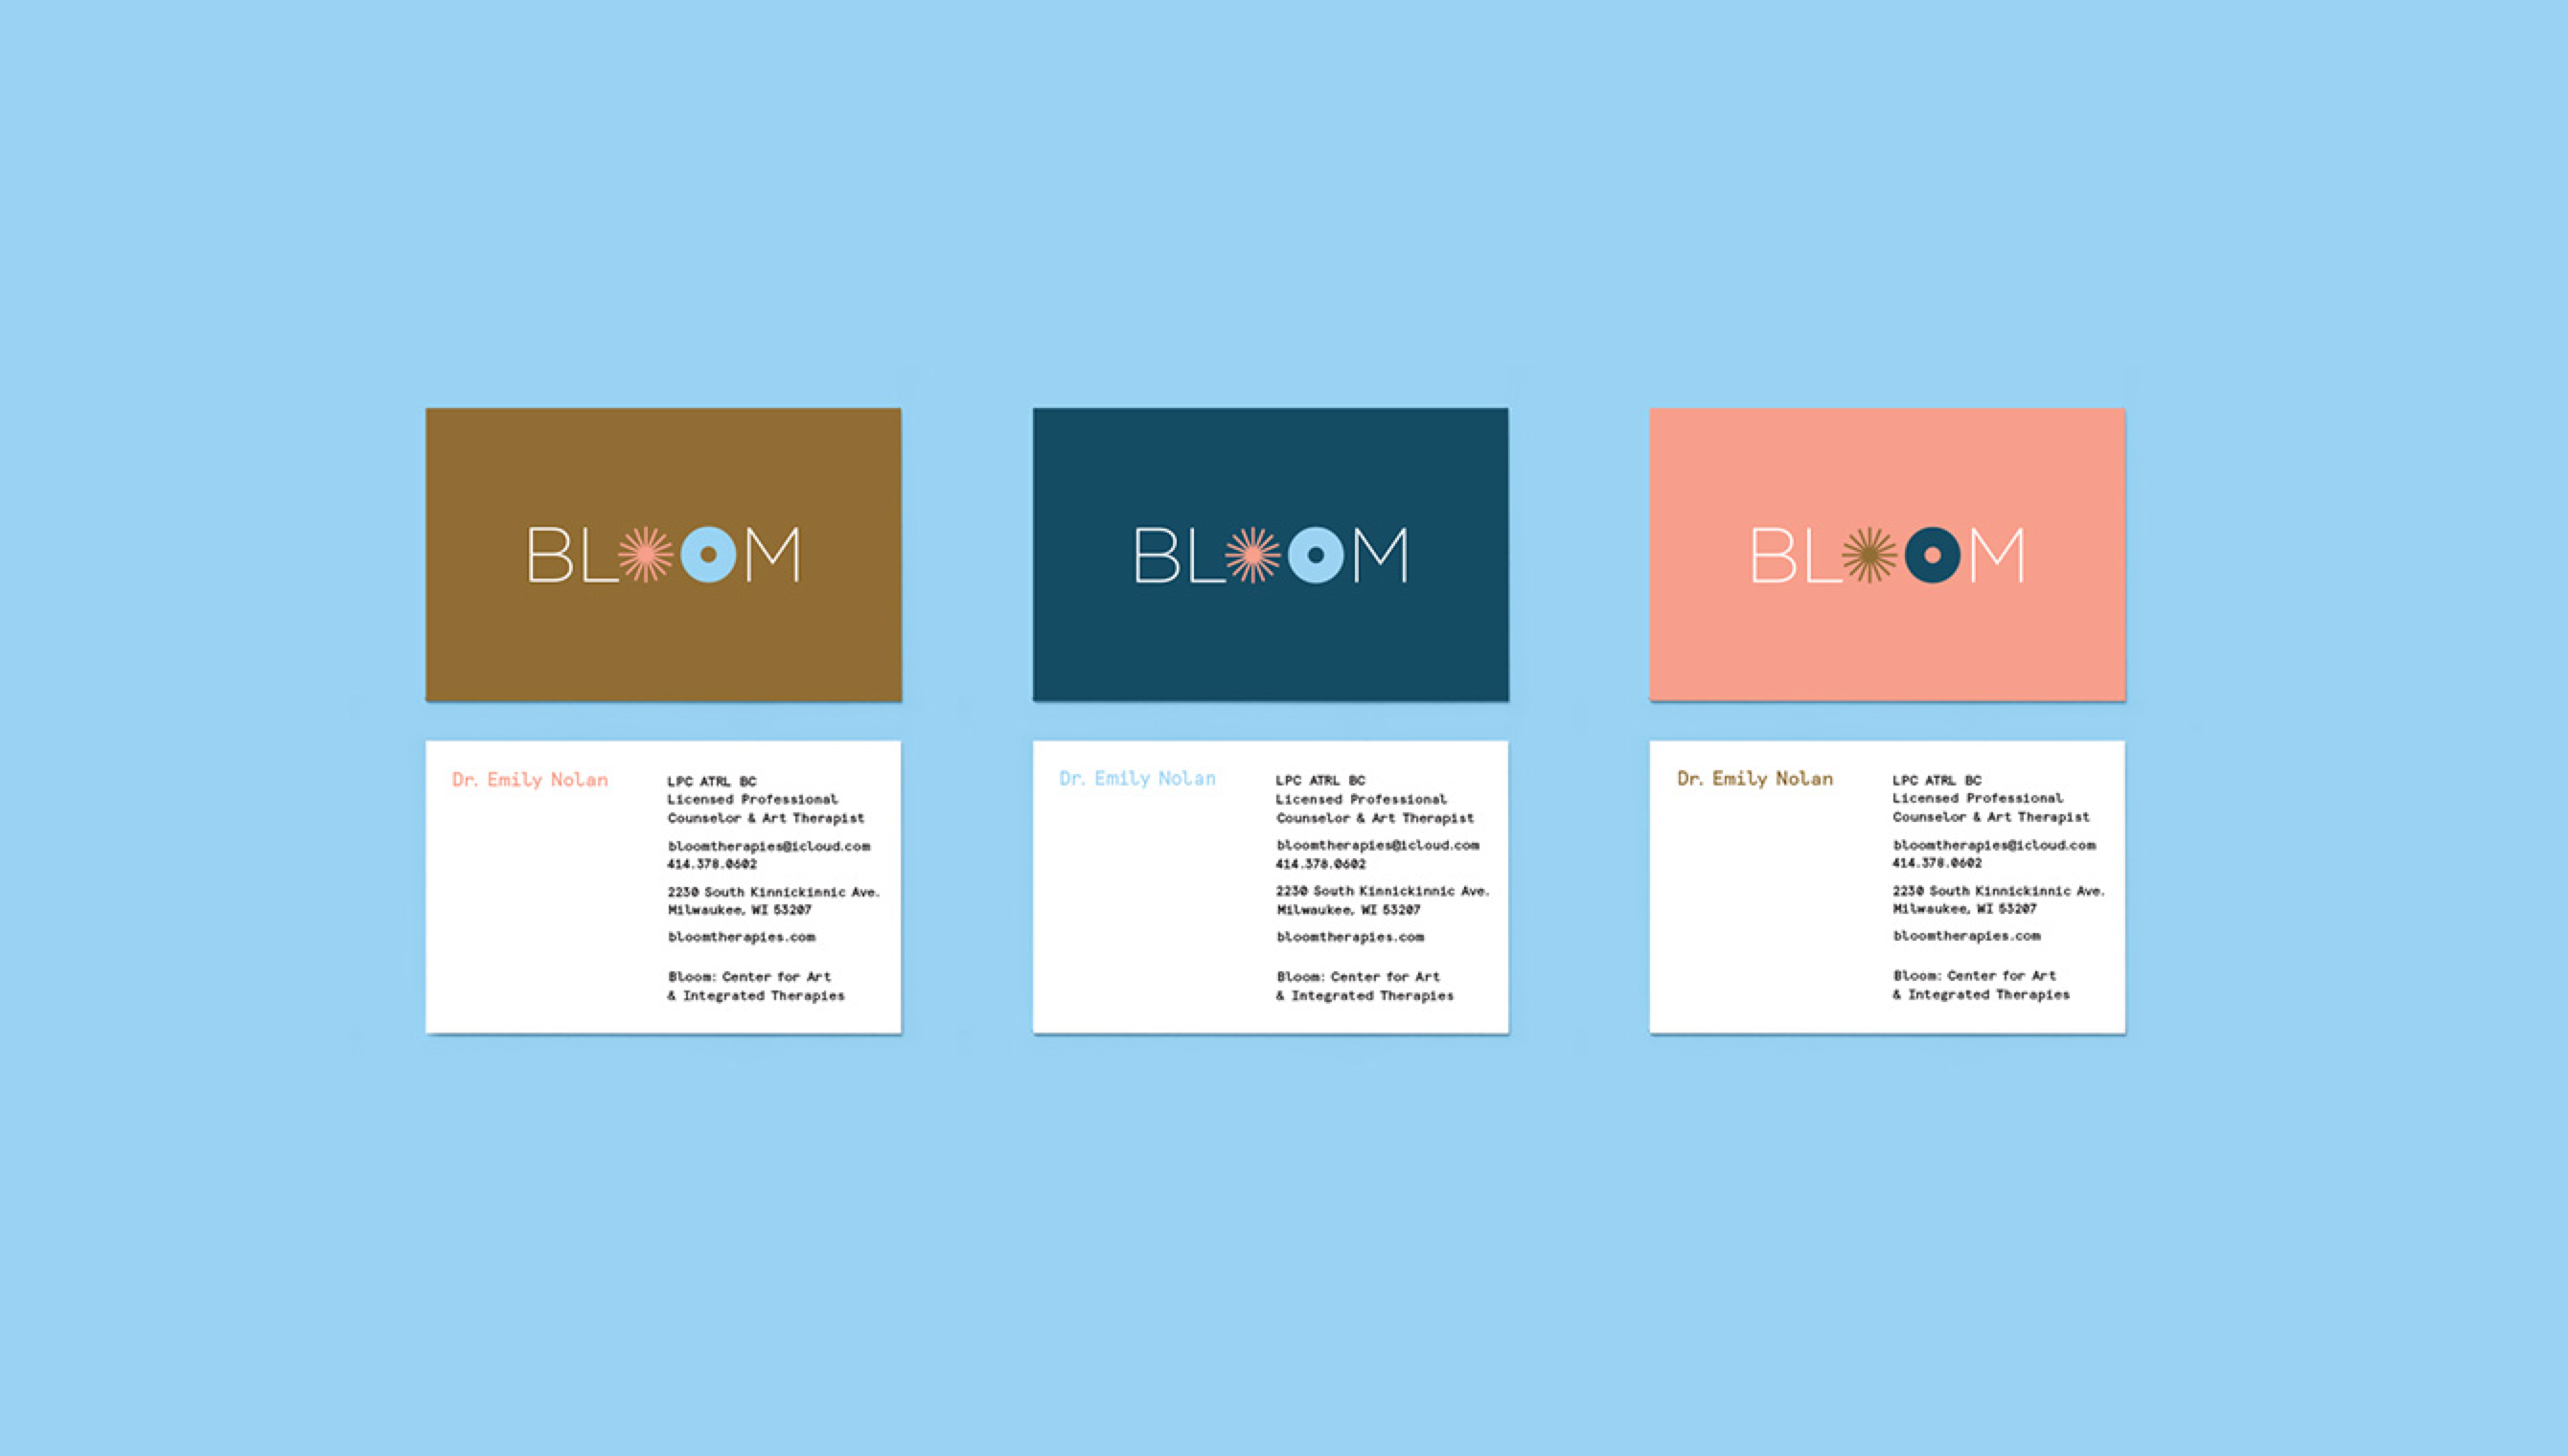 BLOOM
BLOOM
BLOOM
Dr. Emily Nolan
LPC ATRL BC
Licensed Professional
Counselor & Art Therapist
bloomtherapies@icloud.com
414.378.0602
2230 South Kinnickinnic Ave.
Milwaukee, WI 53207
bloomtherapies.com
Bloom: Center for Art
& Integrated Therapies
Dr. Emily Nolan
LPC ATRL BC
Licensed Professional
Counselor & Art Therapist
bloomtherapies@icloud.com
414.378.0602
2230 South Kinnickinnic Ave.
Milwaukee, WI 53207
bloomtherapies.com
Bloom: Center for Art
& Integrated Therapies
Dr. Emily Nolan
LPC ATRL BC
Licensed Professional
Counselor & Art Therapist
bloomtherapies@icloud.com
414.378.0602
2230 South Kinnickinnic Ave.
Milwaukee, WI 53207
bloomtherapies.com
Bloom: Center for Art
& Integrated Therapies